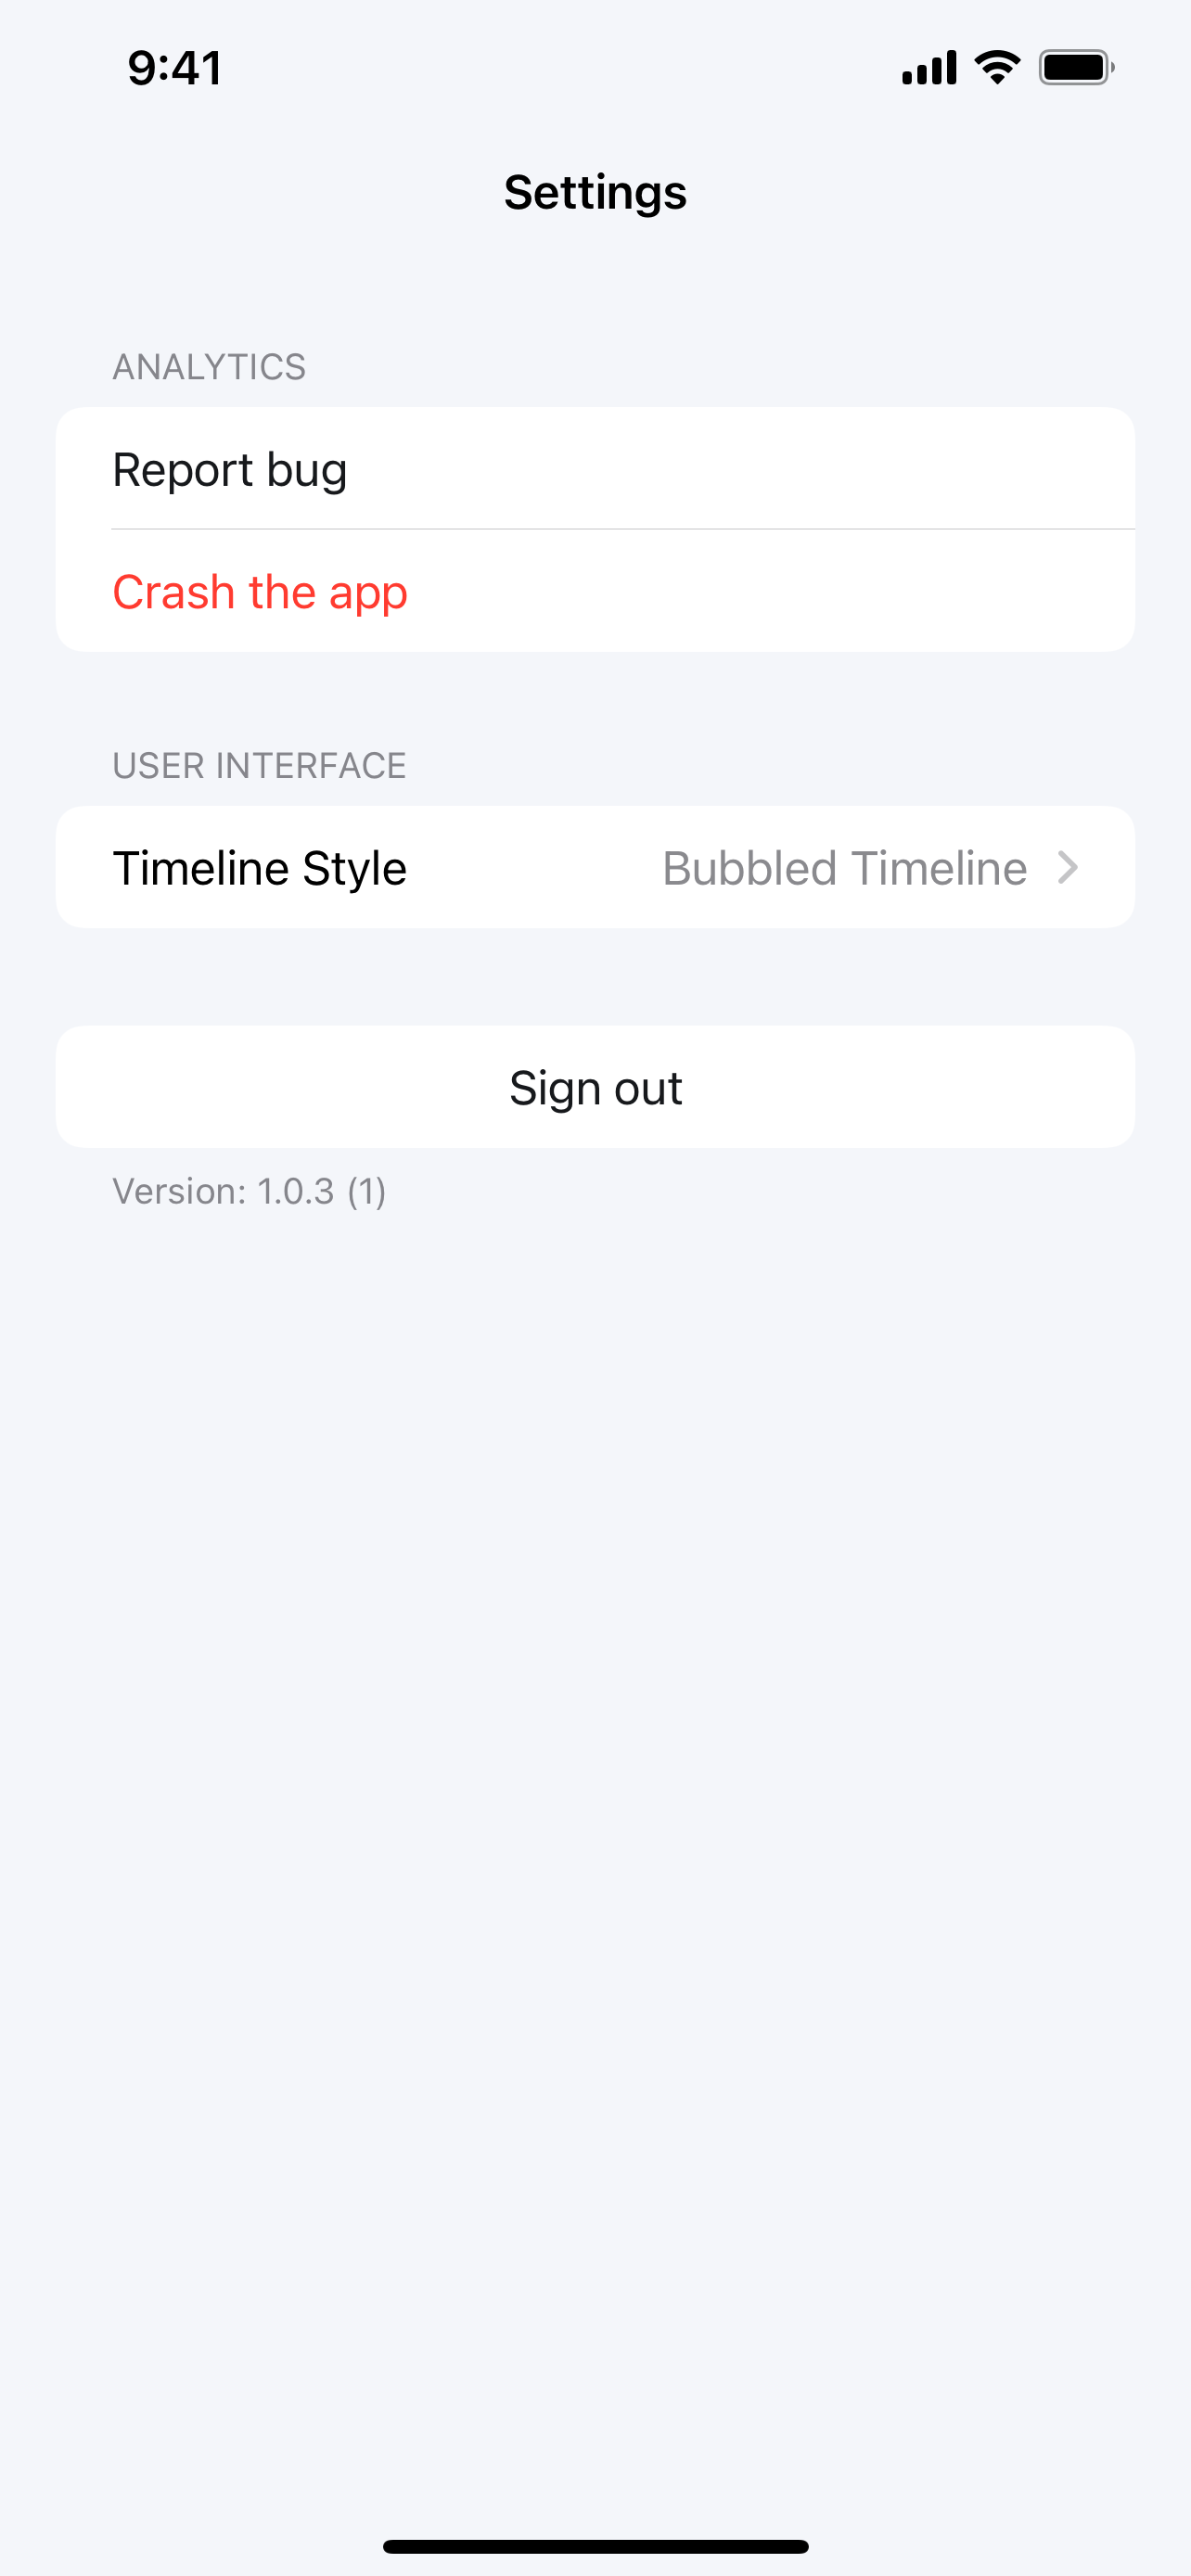 9:41
Settings
ANALYTICS
Report bug
Crash the app
USER INTERFACE
Timeline Style Bubbled Timeline
Sign out
Version: 1.0.3 (1)